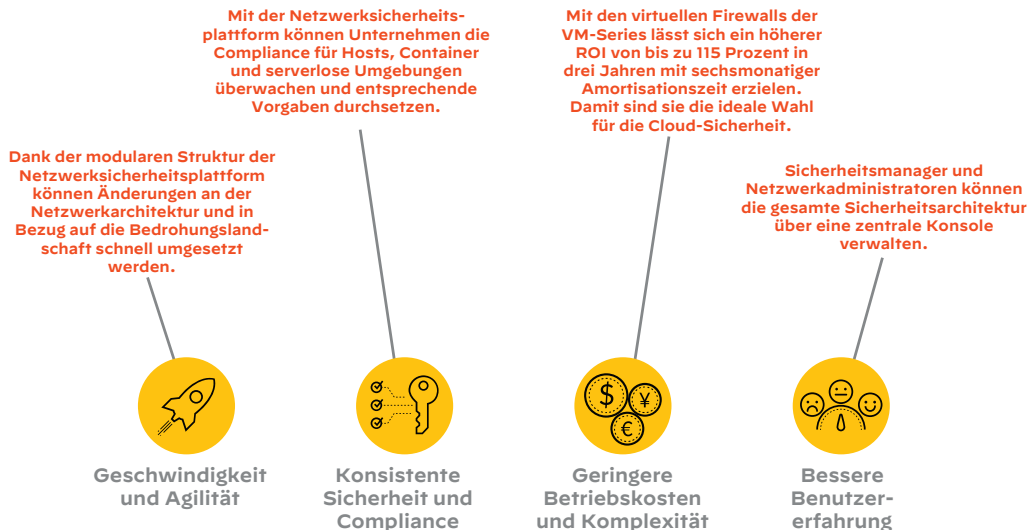 Dank der modularen Struktur der
Netzwerksicherheitsplattform
können Änderungen an der
Netzwerkarchitektur und in
Bezug auf die Bedrohungsland-
schaft schnell umgesetzt
werden.
Geschwindigkeit
und Agilität
Mit der Netzwerksicherheits-
plattform können Unternehmen die
Compliance für Hosts, Container
und serverlose Umgebungen
überwachen und entsprechende
Vorgaben durchsetzen.
Konsistente
Sicherheit und
Compliance
Mit den virtuellen Firewalls der
VM-Series lässt sich ein höherer
ROI von bis zu 115 Prozent in
drei Jahren mit sechsmonatiger
Amortisationszeit erzielen.
Damit sind sie die ideale Wahl
für die Cloud-Sicherheit.
$
¥
€
Geringere
Betriebskosten
und Komplexität
Sicherheitsmanager und
Netzwerkadministratoren können
die gesamte Sicherheitsarchitektur
über eine zentrale Konsole
verwalten.
Bessere
Benutzer-
erfahrung